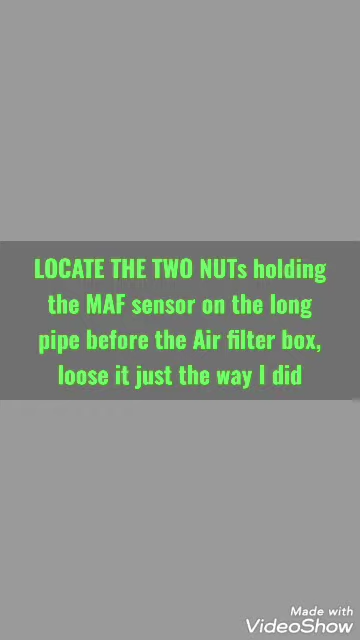 LOCATE THE TWO NUTs holding
the MAF sensor on the long
pipe before the Air filter box,
loose it just the way I did
Made with
VideoShow